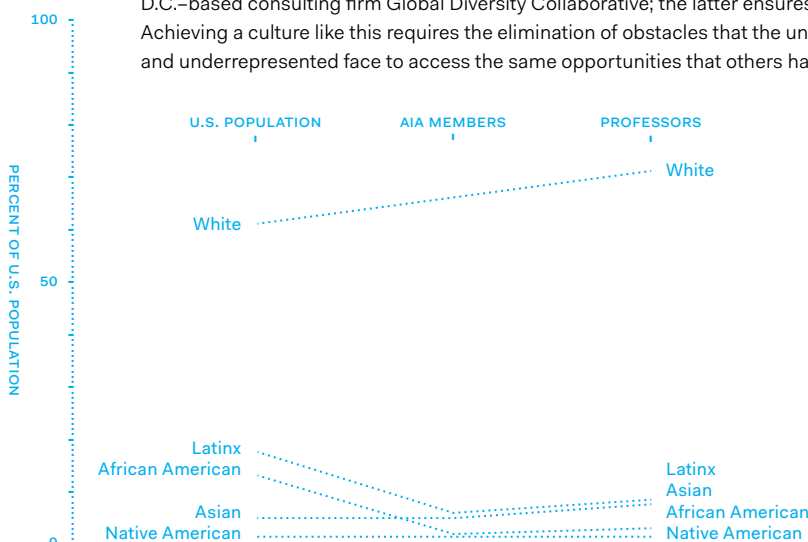 D.C.–based consulting firm Global Diversity Collaborative; the latter ensures
Achieving a culture like this requires the elimination of obstacles that the un
and underrepresented face to access the same opportunities that others ha
100
U.S. POPULATION AIA MEMBERS PROFESSORS
White
White
PERCENT OF U.S. POPULATION
50
Latinx
African American
Asian
Native American
Latinx
Asian
African American
Native American
0